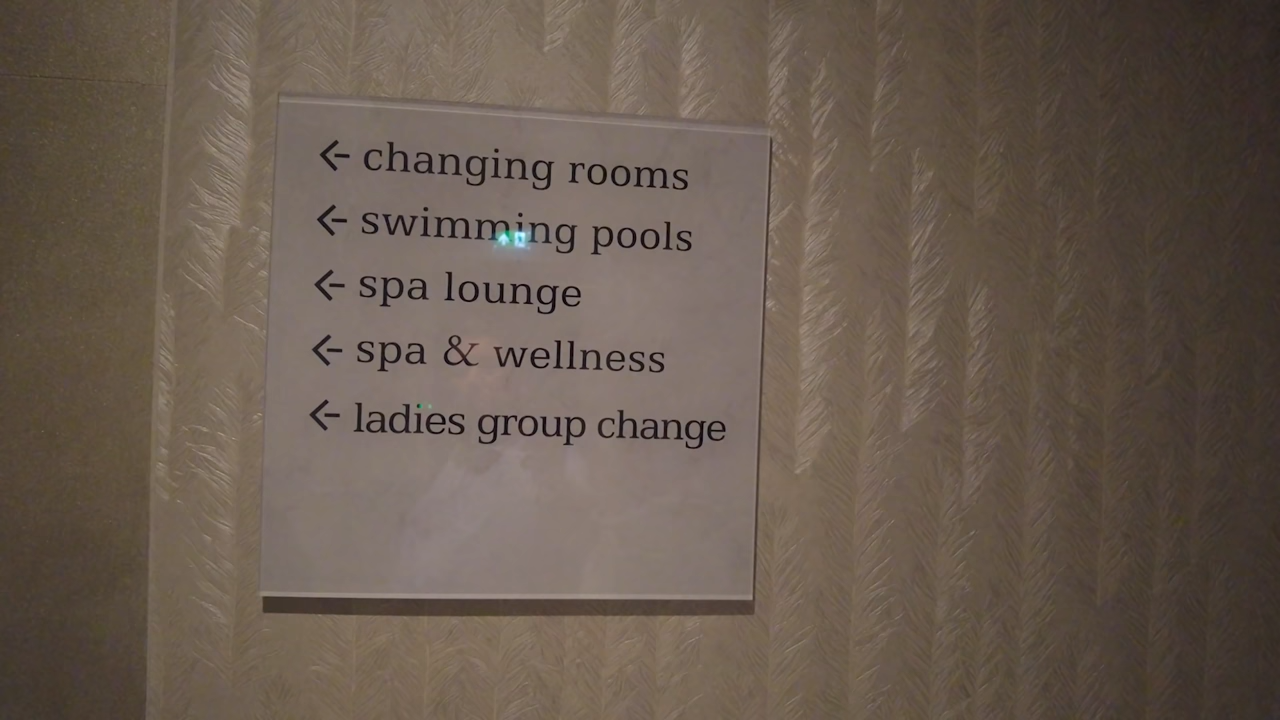 ← changing rooms
← swimming pools
← spa lounge
← spa & wellness
← ladies group change